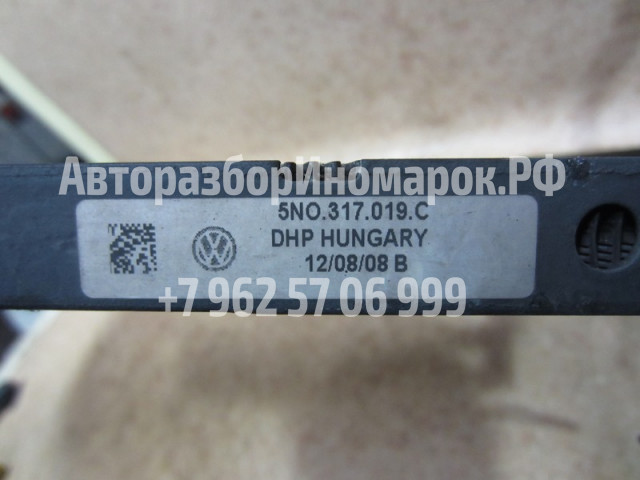 АвторазборИномарок.РФ
5NO.317.019.C
DHP HUNGARY
12/08/08 B
+7 962 57 06 999